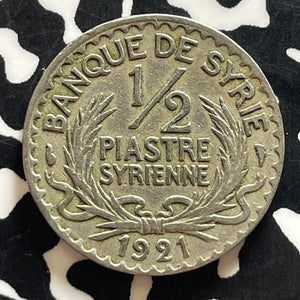 BANQUE DE SYRIE
1/2
PIASTRE
SYRIENNE
1921